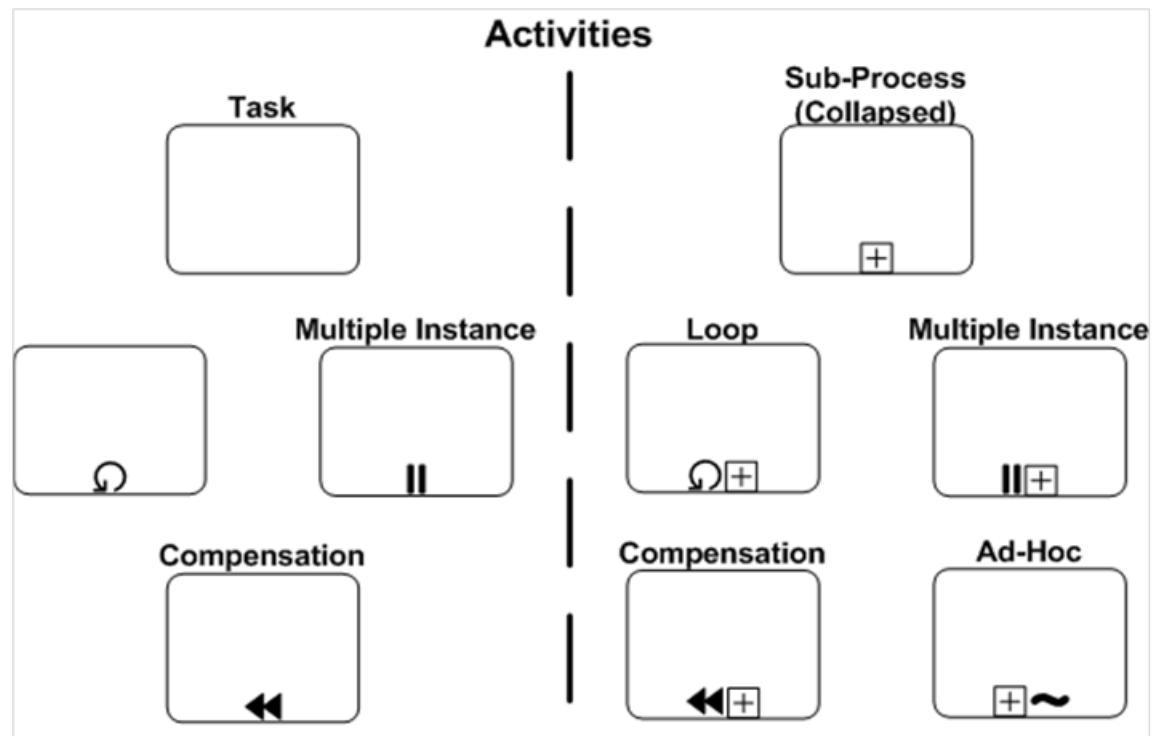 Activities
Task
Sub-Process
(Collapsed)
Multiple Instance
Loop
Multiple Instance
Compensation
Compensation
Ad-Hoc